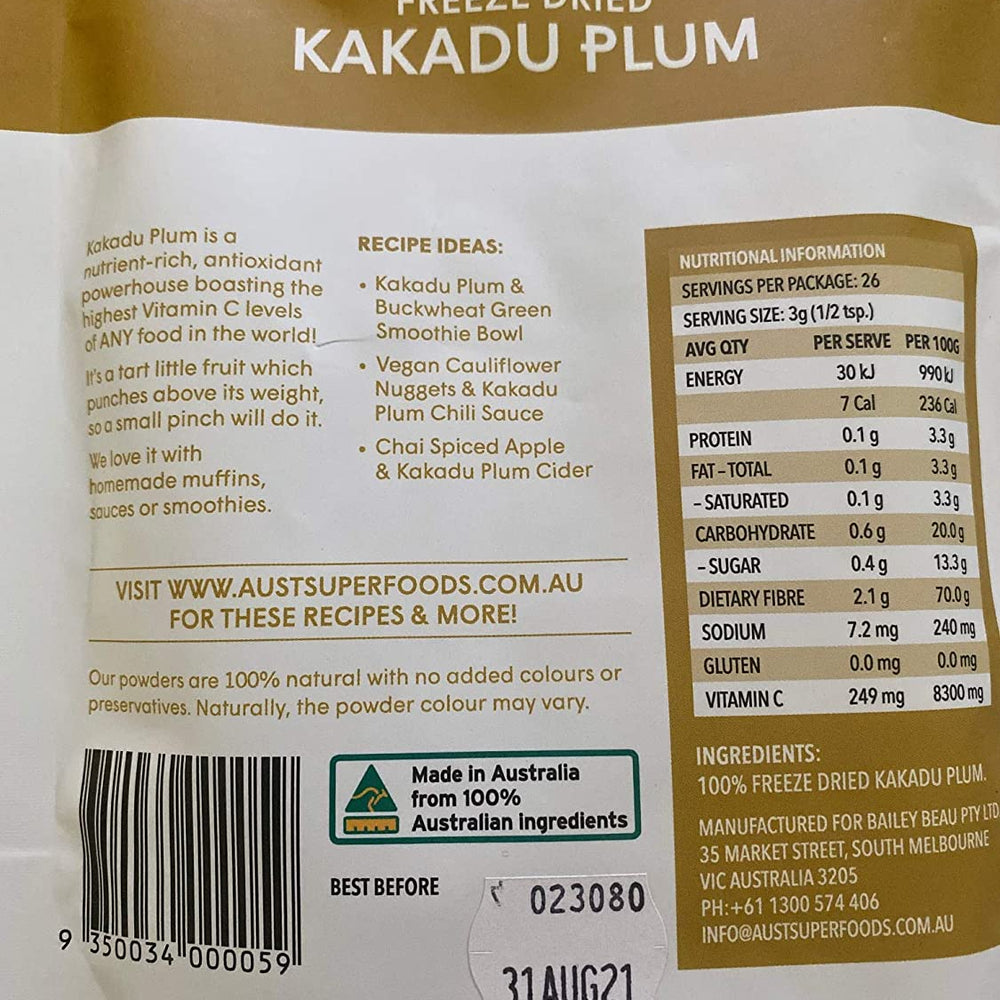 FREEZE DRIED
KAKADU PLUM
Kakadu Plum is a
nutrient-rich, antioxidant
powerhouse boasting the
highest Vitamin C levels
of ANY food in the world!
It's a tart little fruit which
punches above its weight,
so a small pinch will do it.
We love it with
homemade muffins,
sauces or smoothies.
RECIPE IDEAS:
• Kakadu Plum &
Buckwheat Green
Smoothie Bowl
• Vegan Cauliflower
Nuggets & Kakadu
Plum Chili Sauce
• Chai Spiced Apple
& Kakadu Plum Cider
VISIT WWW.AUSTSUPERFOODS.COM.AU
FOR THESE RECIPES & MORE!
Our powders are 100% natural with no added colours or
preservatives. Naturally, the powder colour may vary.
9 350034 000059
Made in Australia
from 100%
Australian ingredients
BEST BEFORE
023080
31AUG21
NUTRITIONAL INFORMATION
SERVINGS PER PACKAGE: 26
SERVING SIZE: 3g (1/2 tsp.)
AVG QTY PER SERVE PER 100G
ENERGY 30 kJ 990 kJ
7 Cal 236 Cal
PROTEIN 0.1 g 3.3 g
FAT – TOTAL 0.1 g 3.3 g
– SATURATED 0.1 g 3.3 g
CARBOHYDRATE 0.6 g 20.0 g
– SUGAR 0.4 g 13.3 g
DIETARY FIBRE 2.1 g 70.0 g
SODIUM 7.2 mg 240 mg
GLUTEN 0.0 mg 0.0 mg
VITAMIN C 249 mg 8300 mg
INGREDIENTS:
100% FREEZE DRIED KAKADU PLUM.
MANUFACTURED FOR BAILEY BEAU PTY LTD
35 MARKET STREET, SOUTH MELBOURNE
VIC AUSTRALIA 3205
PH:+61 1300 574 406
INFO@AUSTSUPERFOODS.COM.AU